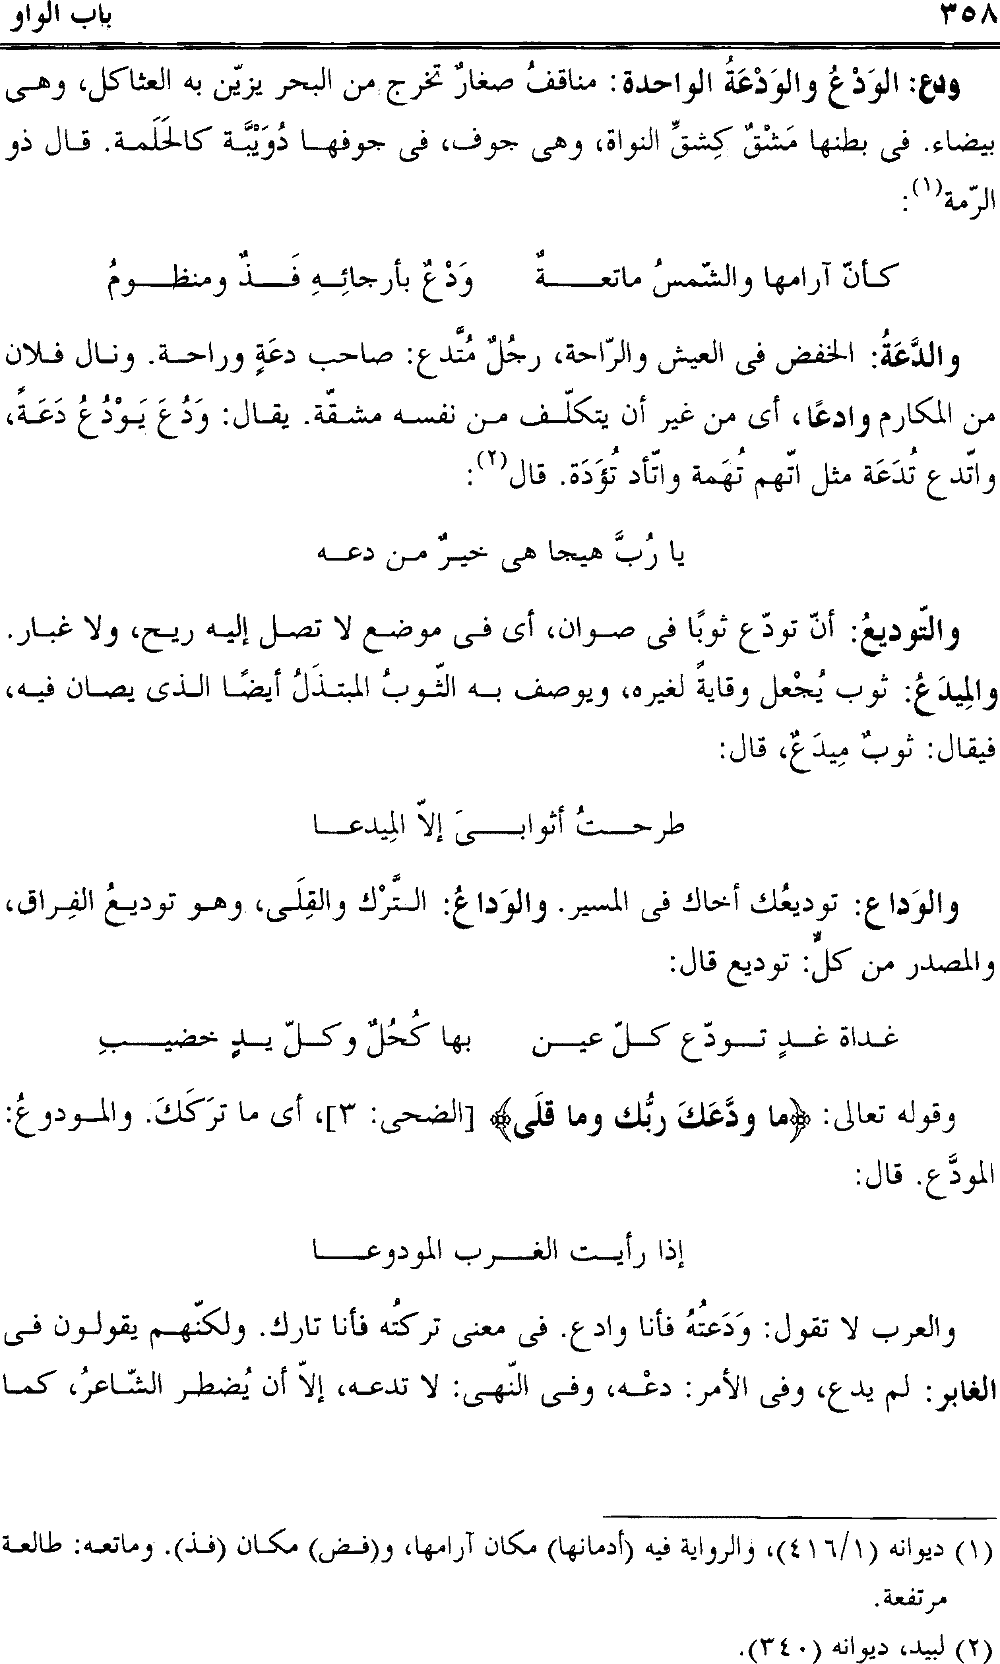 ٣٥٨ باب الواو
ودع: الوَدْعُ والوَدْعَةُ الواحدة: مناقفُ صغارٌ تخرج من البحر يزيّن به العثاكل، وهى
بيضاء. فى بطنها مَشْقٌ كِشقِّ النواة، وهى جوف، فى جوفها دُوَيْبَّة كالحَلَمة. قال ذو
الرّمة(١):
كأنّ آرامها والشّمسُ ماتعةٌ وَدْعٌ بأرجائِهِ فَذٌّ ومنظومُ
والدَّعَةُ: الخفض فى العيش والرّاحة، رجُلٌ مُتَّدع: صاحب دعَةٍ وراحة. ونال فلان
من المكارم وادعًا، أى من غير أن يتكلّف من نفسه مشقّة. يقال: وَدُعَ يَوْدُعُ دَعَةً،
واتّدع تُدَعَة مثل اتّهم تُهَمة واتّأد تُؤَدَة. قال(٢):
يا رُبَّ هيجا هى خيرٌ من دعه
والتّوديعُ: أنّ تودّع ثوبًا فى صوان، أى فى موضع لا تصل إليه ريح، ولا غبار.
والمِيدَعُ: ثوب يُجْعل وقايةً لغيره، ويوصف به الثّوبُ المبتذَلُ أيضًا الذى يصان فيه،
فيقال: ثوبٌ مِيدَعٌ، قال:
طرحتُ أثوابىَ إلاّ المِيدعا
والوَداع: توديعُك أخاك فى المسير. والوَداعُ: التَّرْك والقِلَى، وهو توديعُ الفِراق،
والمصدر من كلٍّ: توديع قال:
غداة غدٍ تودّع كلّ عين بها كُحُلٌ وكلّ يدٍ خضيبِ
وقوله تعالى: ﴿ما ودَّعَكَ ربُّك وما قلَى﴾ [الضحى: ٣]، أى ما ترَكَكَ. والمودوعُ:
المودَّع. قال:
إذا رأيت الغرب المودوعا
والعرب لا تقول: وَدَعتُهُ فأنا وادع. فى معنى تركتُه فأنا تارك. ولكنّهم يقولون فى
الغابر: لم يدع، وفى الأمر: دعْه، وفى النّهى: لا تدعه، إلاّ أن يُضطر الشّاعرُ، كما
(١) ديوانه (٤١٦/١)، والرواية فيه (أدمانها) مكان آرامها، و(فض) مكان (فذ). وماتعه: طالعة
مرتفعة.
(٢) لبيد، ديوانه (٣٤٠).